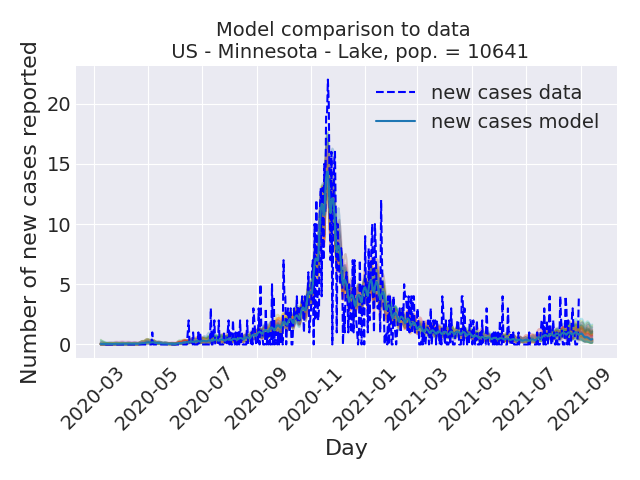 Model comparison to data
US - Minnesota - Lake, pop. = 10641
Number of new cases reported
20
15
10
5
0
new cases data
new cases model
2020-03
2020-05
2020-07
2020-09
2020-11
2021-01
2021-03
2021-05
2021-07
2021-09
Day